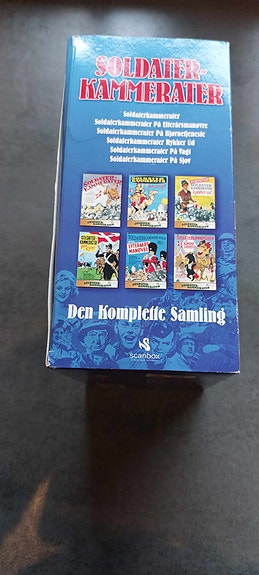 SOLDATER-
KAMMERATER
Soldaterkammerater
Soldaterkammerater På Efterårsmanøvre
Soldaterkammerater På Bjørnetjeneste
Soldaterkammerater Rykker Ud
Soldaterkammerater På Vagt
Soldaterkammerater På Sjov
Den Komplette Samling
scanbox